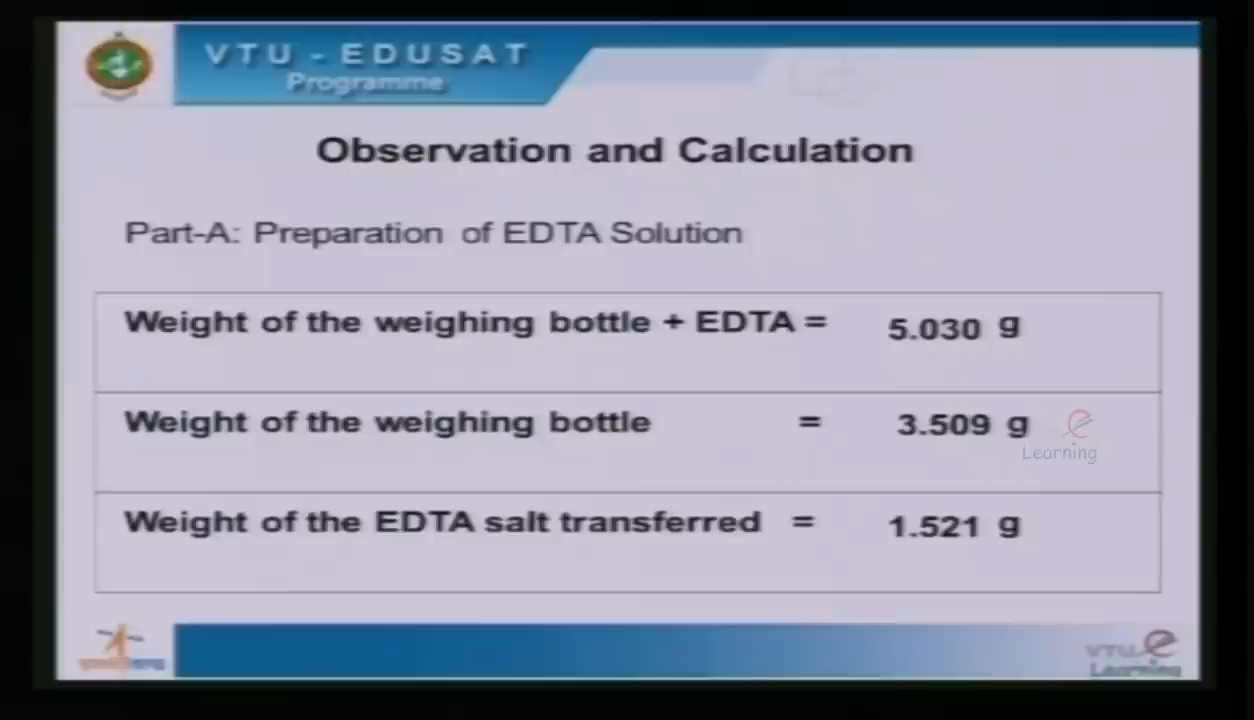 VTU - EDUSAT
Programme
Observation and Calculation
Part-A: Preparation of EDTA Solution
Weight of the weighing bottle + EDTA = 5.030 g
Weight of the weighing bottle = 3.509 g
e
Learning
Weight of the EDTA salt transferred = 1.521 g
VTU e
Learning